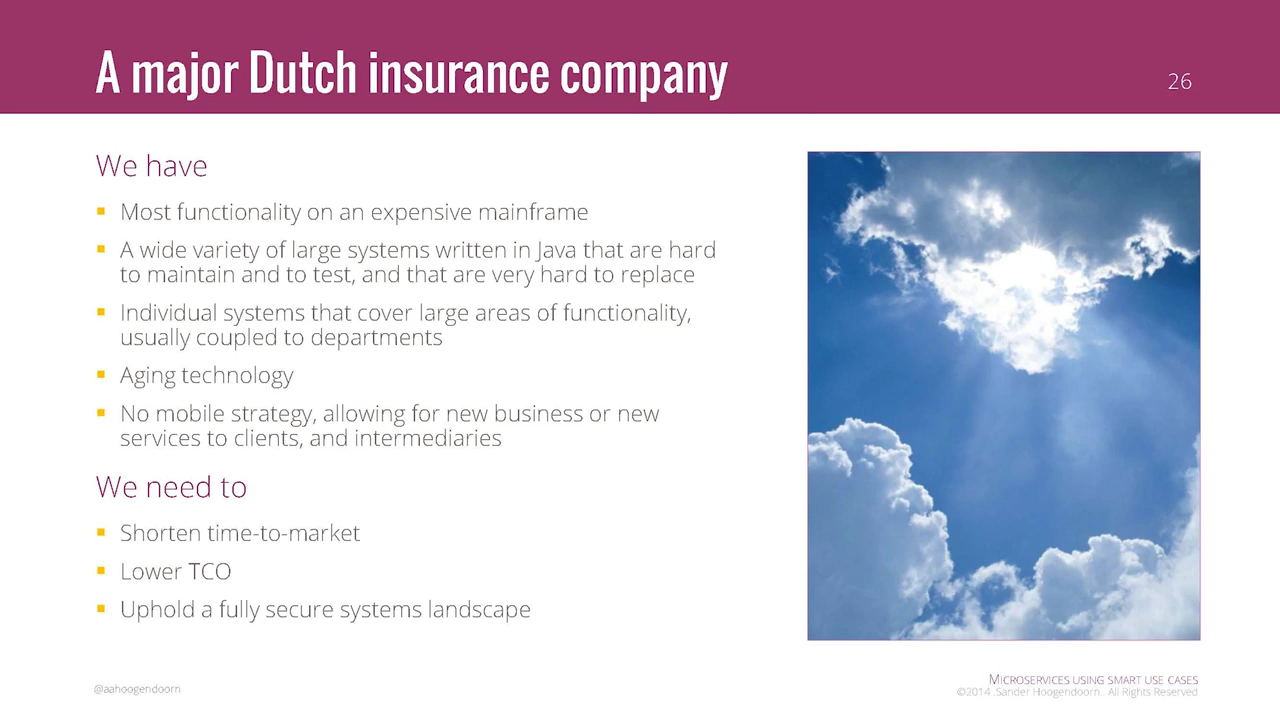 A major Dutch insurance company
26
We have
▪ Most functionality on an expensive mainframe
▪ A wide variety of large systems written in Java that are hard
to maintain and to test, and that are very hard to replace
▪ Individual systems that cover large areas of functionality,
usually coupled to departments
▪ Aging technology
▪ No mobile strategy, allowing for new business or new
services to clients, and intermediaries
We need to
▪ Shorten time-to-market
▪ Lower TCO
▪ Uphold a fully secure systems landscape
@aahoogendoorn
MICROSERVICES USING SMART USE CASES
©2014 .Sander Hoogendoorn.. All Rights Reserved